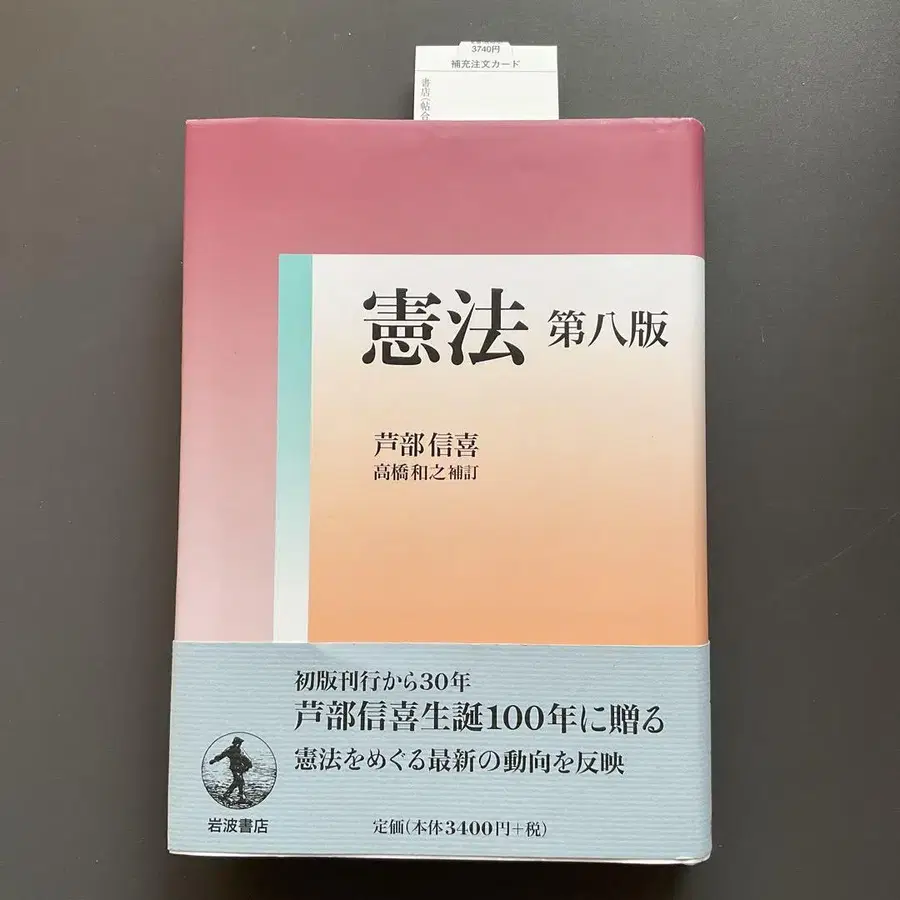 3740円
補充注文カード
書店(帖合
憲法 第八版
芦部信喜
高橋和之補訂
初版刊行から30年
芦部信喜生誕100年に贈る
憲法をめぐる最新の動向を反映
岩波書店
定価(本体3400円+税)